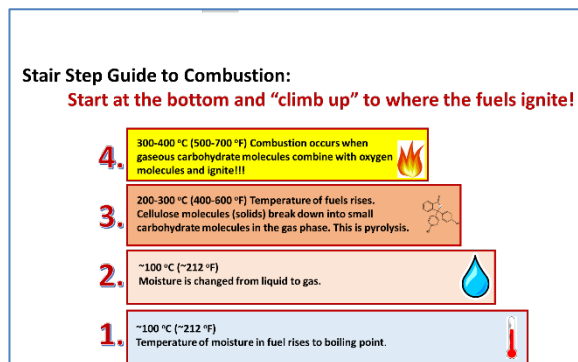 Stair Step Guide to Combustion:
Start at the bottom and “climb up” to where the fuels ignite!
4.
300-400 °C (500-700 °F) Combustion occurs when
gaseous carbohydrate molecules combine with oxygen
molecules and ignite!!!
3.
200-300 °C (400-600 °F) Temperature of fuels rises.
Cellulose molecules (solids) break down into small
carbohydrate molecules in the gas phase. This is pyrolysis.
2.
~100 °C (~212 °F)
Moisture is changed from liquid to gas.
1.
~100 °C (~212 °F)
Temperature of moisture in fuel rises to boiling point.